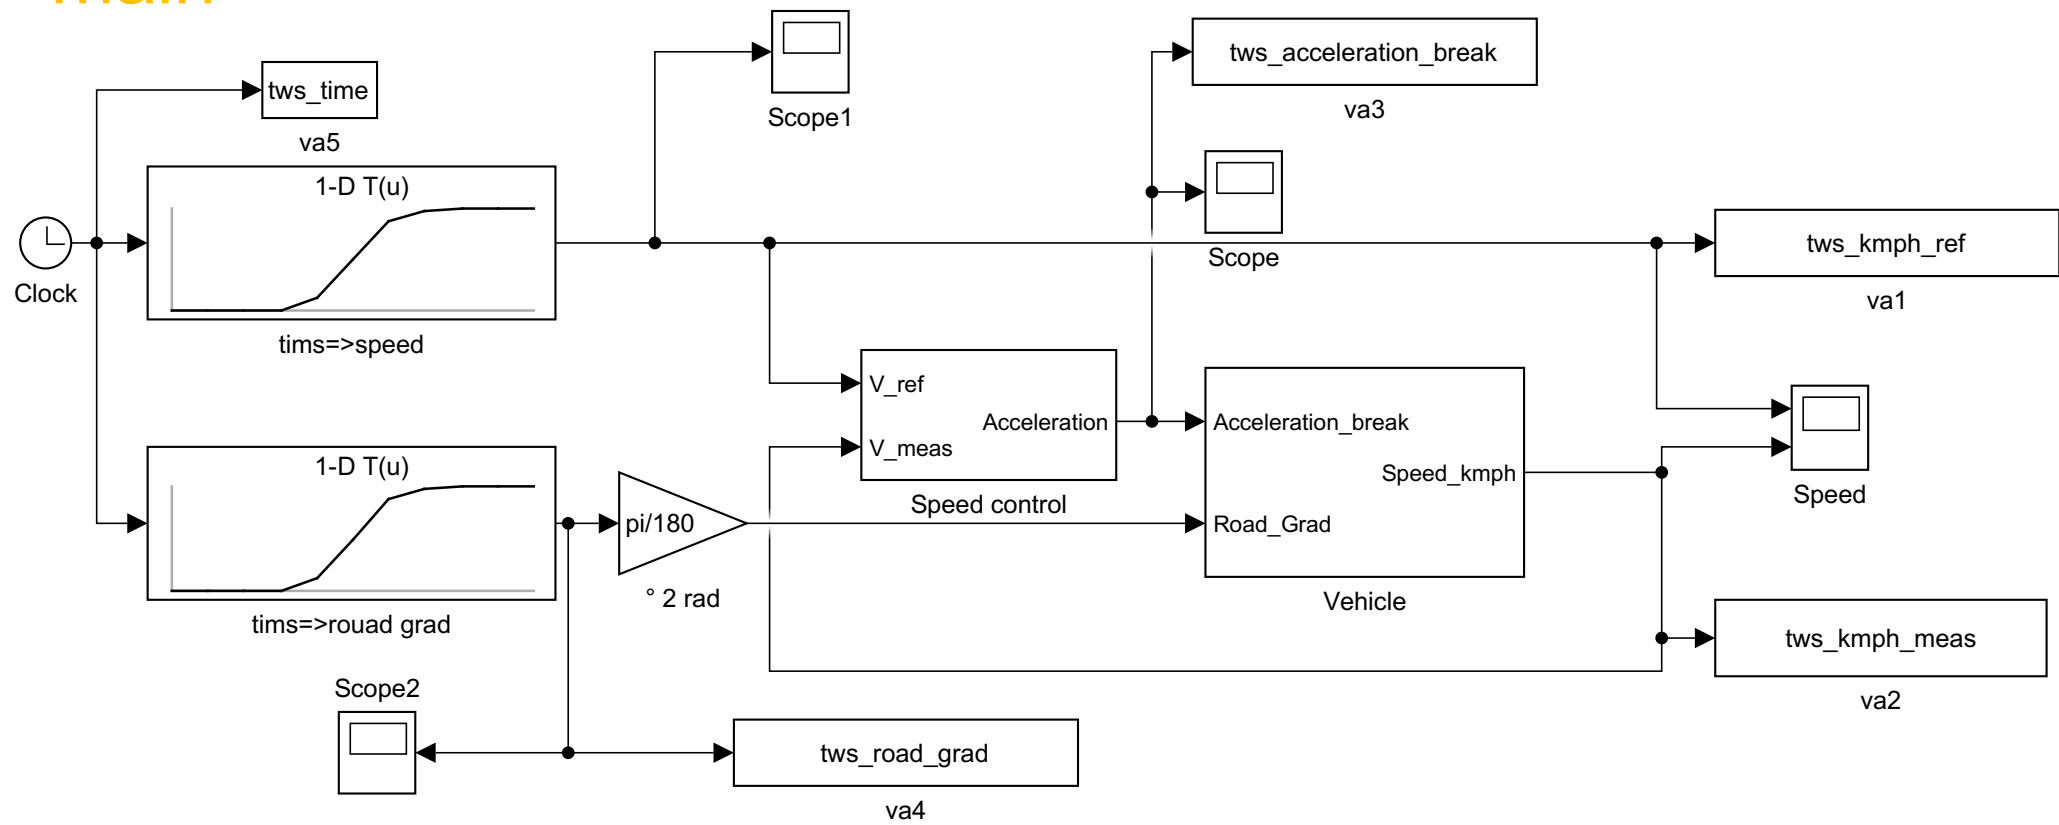 main
tws_time
va5
Scope1
tws_acceleration_break
va3
1-D T(u)
Scope
Clock
tims=>speed
tws_kmph_ref
va1
V_ref
Acceleration
V_meas
Speed control
Acceleration_break
Speed_kmph
Road_Grad
Vehicle
Speed
1-D T(u)
pi/180
° 2 rad
tims=>rouad grad
tws_kmph_meas
va2
Scope2
tws_road_grad
va4